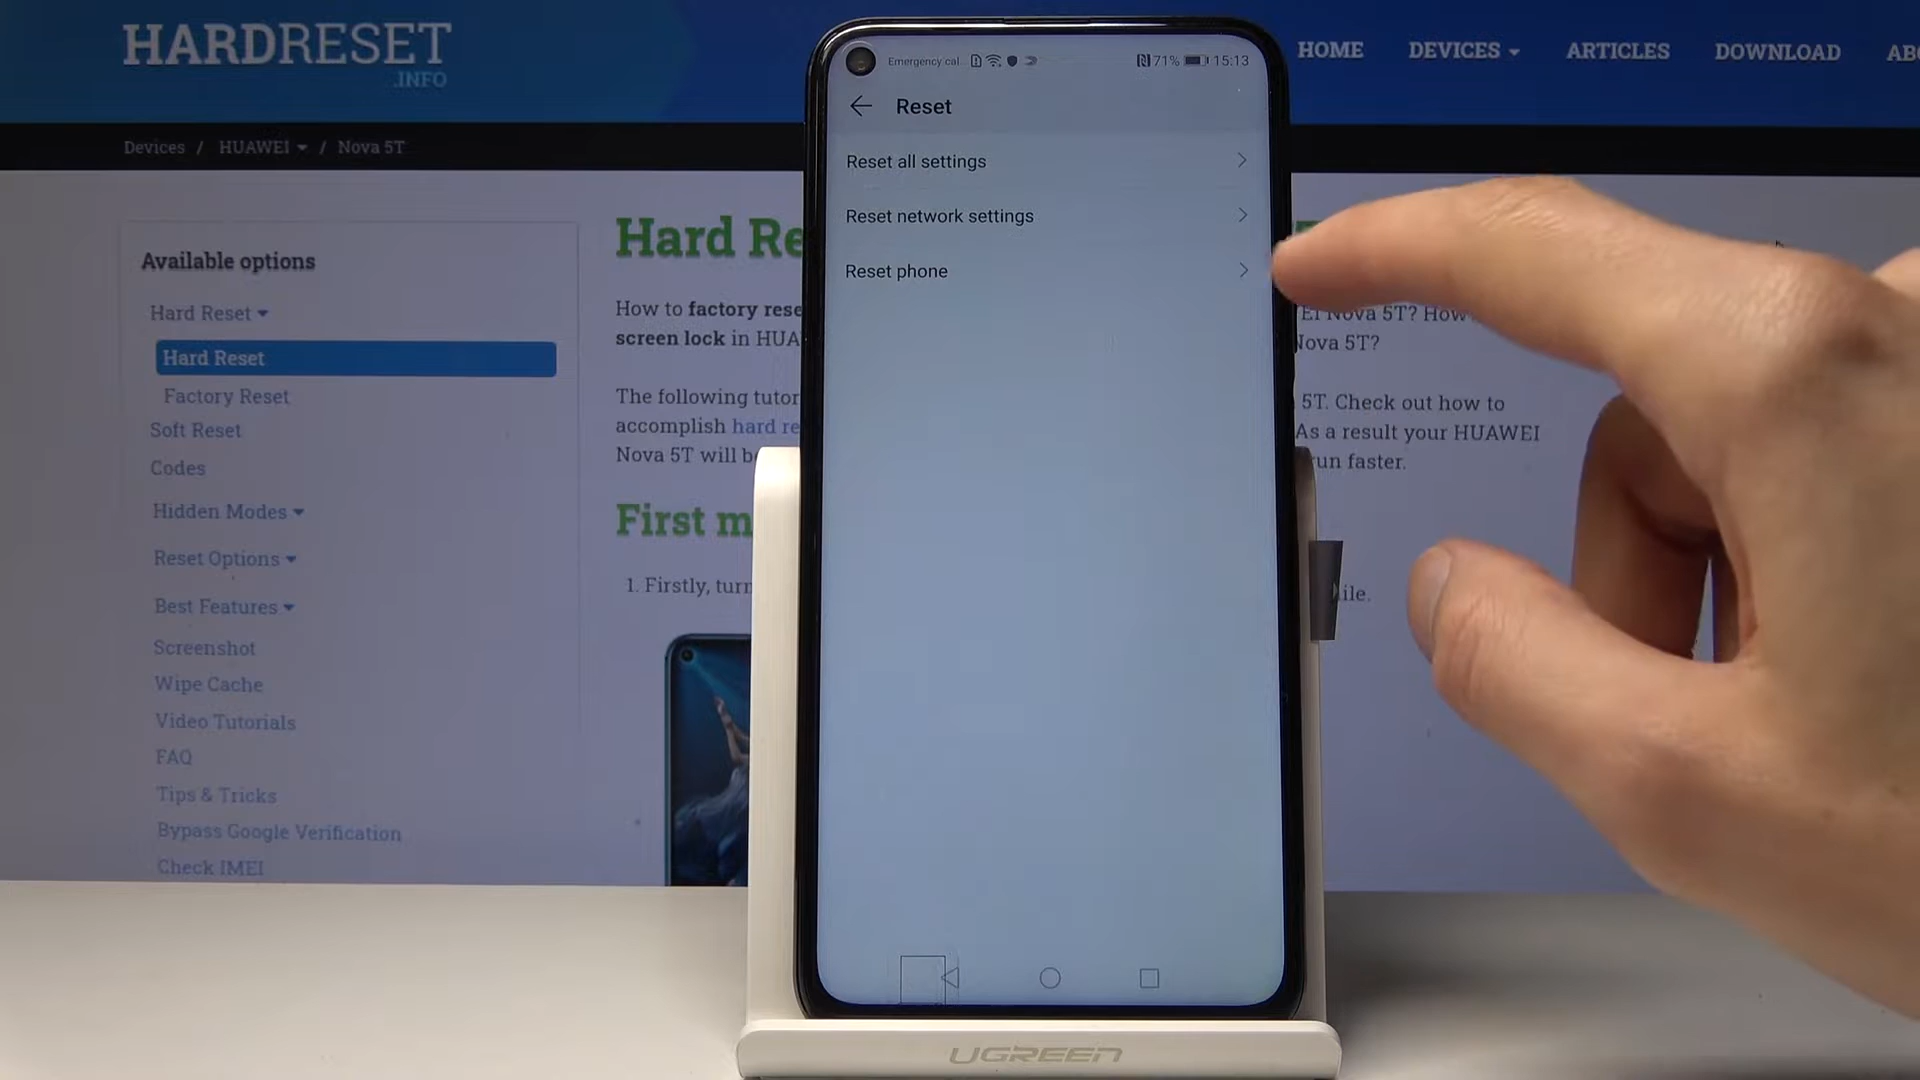 HARDRESET
.INFO
HOME DEVICES ARTICLES DOWNLOAD
Devices / HUAWEI / Nova 5T
Available options
Hard Reset
Hard Reset
Factory Reset
Soft Reset
Codes
Hidden Modes
Reset Options
Best Features
Screenshot
Wipe Cache
Video Tutorials
FAQ
Tips & Tricks
Bypass Google Verification
Check IMEI
Hard Re
How to factory rese
screen lock in HUA
The following tutor
accomplish hard re
Nova 5T will be
First m
1. Firstly, turn
Emergency cal 71% 15:13
Reset
Reset all settings
Reset network settings
Reset phone
EI Nova 5T? How
Nova 5T?
5T. Check out how to
As a result your HUAWEI
run faster.
ile.
UGREEN